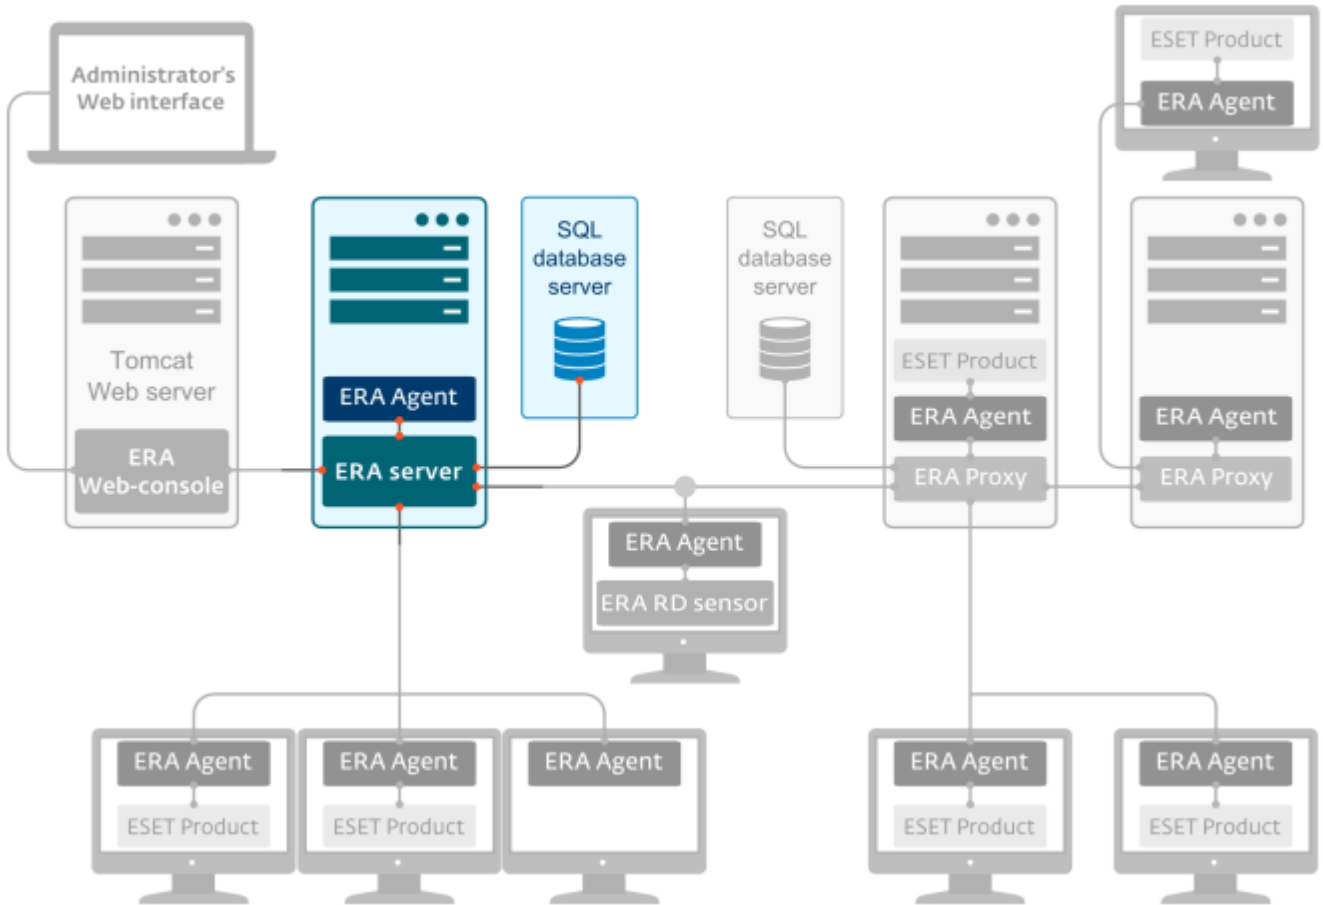 Administrator's
Web interface
ESET Product
ERA Agent
Tomcat
Web server
ERA
Web-console
ERA Agent
ERA server
SQL
database
server
SQL
database
server
ESET Product
ERA Agent
ERA Proxy
ERA Agent
ERA Proxy
ERA Agent
ERA RD sensor
ERA Agent
ESET Product
ERA Agent
ESET Product
ERA Agent
ERA Agent
ESET Product
ERA Agent
ESET Product